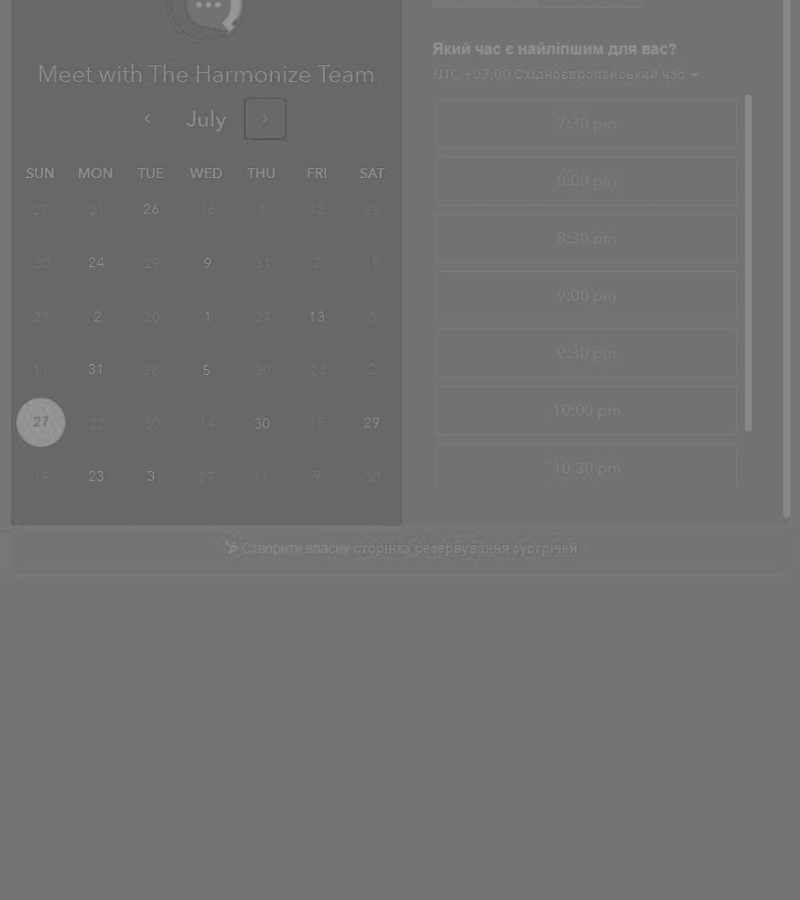 Meet with The Harmonize Team
July
SUN MON TUE WED THU FRI SAT
27 21 26 16 1 12 29
30 24 29 9 31 2 19
27 2 20 1 24 13 3
11 31 28 5 30 24 2
27 22 30 14 30 15 29
19 23 3 27 11 9 30
Який час є найліпшим для вас?
UTC +03:00 Східноєвропейський час
7:30 pm
8:00 pm
8:30 pm
9:00 pm
9:30 pm
10:00 pm
10:30 pm
Створити власну сторінка резервування зустрічей